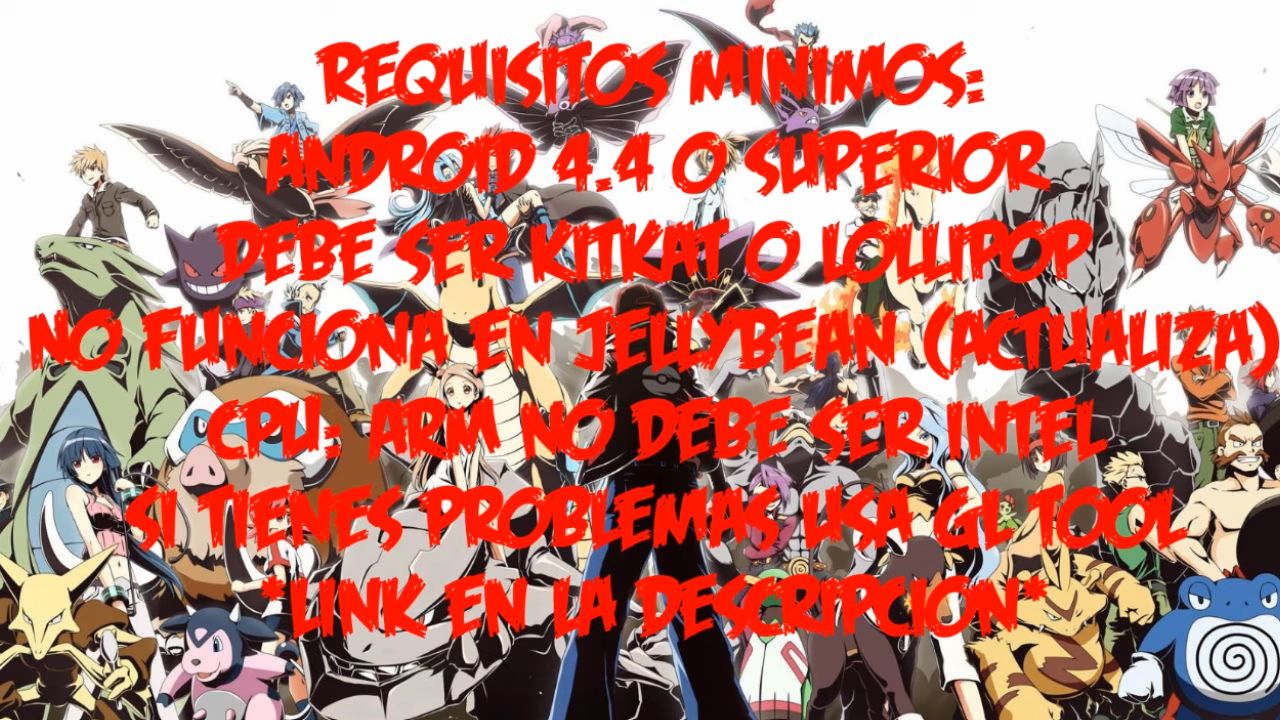 REQUISITOS MINIMOS:
ANDROID 4.4 O SUPERIOR
DEBE SER KITKAT O LOLLIPOP
NO FUNCIONA EN JELLYBEAN (ACTUALIZA)
CPU: ARM NO DEBE SER INTEL
SI TIENES PROBLEMAS USA GL TOOL
*LINK EN LA DESCRIPCION*